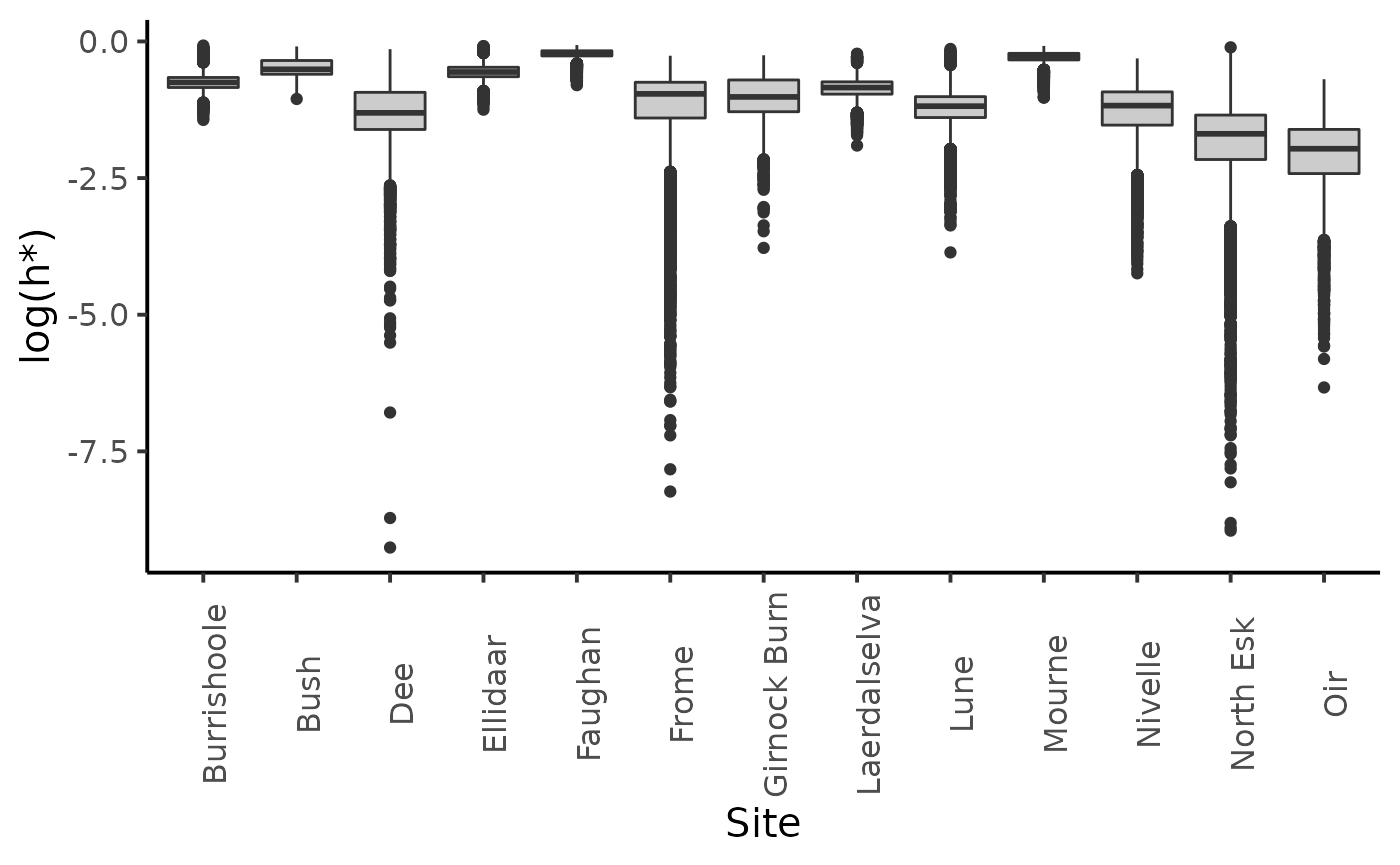 log(h*)
0.0
-2.5
-5.0
-7.5
Burrishoole
Bush
Dee
Ellidaar
Faughan
Frome
Girnock Burn
Laerdalselva
Lune
Mourne
Nivelle
North Esk
Oir
Site